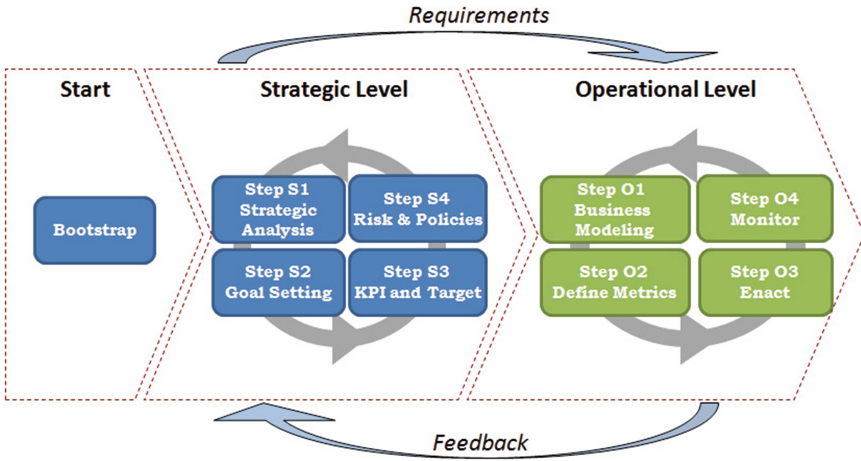 Requirements
Start
Strategic Level
Operational Level
Bootstrap
Step S1
Strategic
Analysis
Step S4
Risk & Policies
Step S2
Goal Setting
Step S3
KPI and Target
Step O1
Business
Modeling
Step O4
Monitor
Step O2
Define Metrics
Step O3
Enact
Feedback